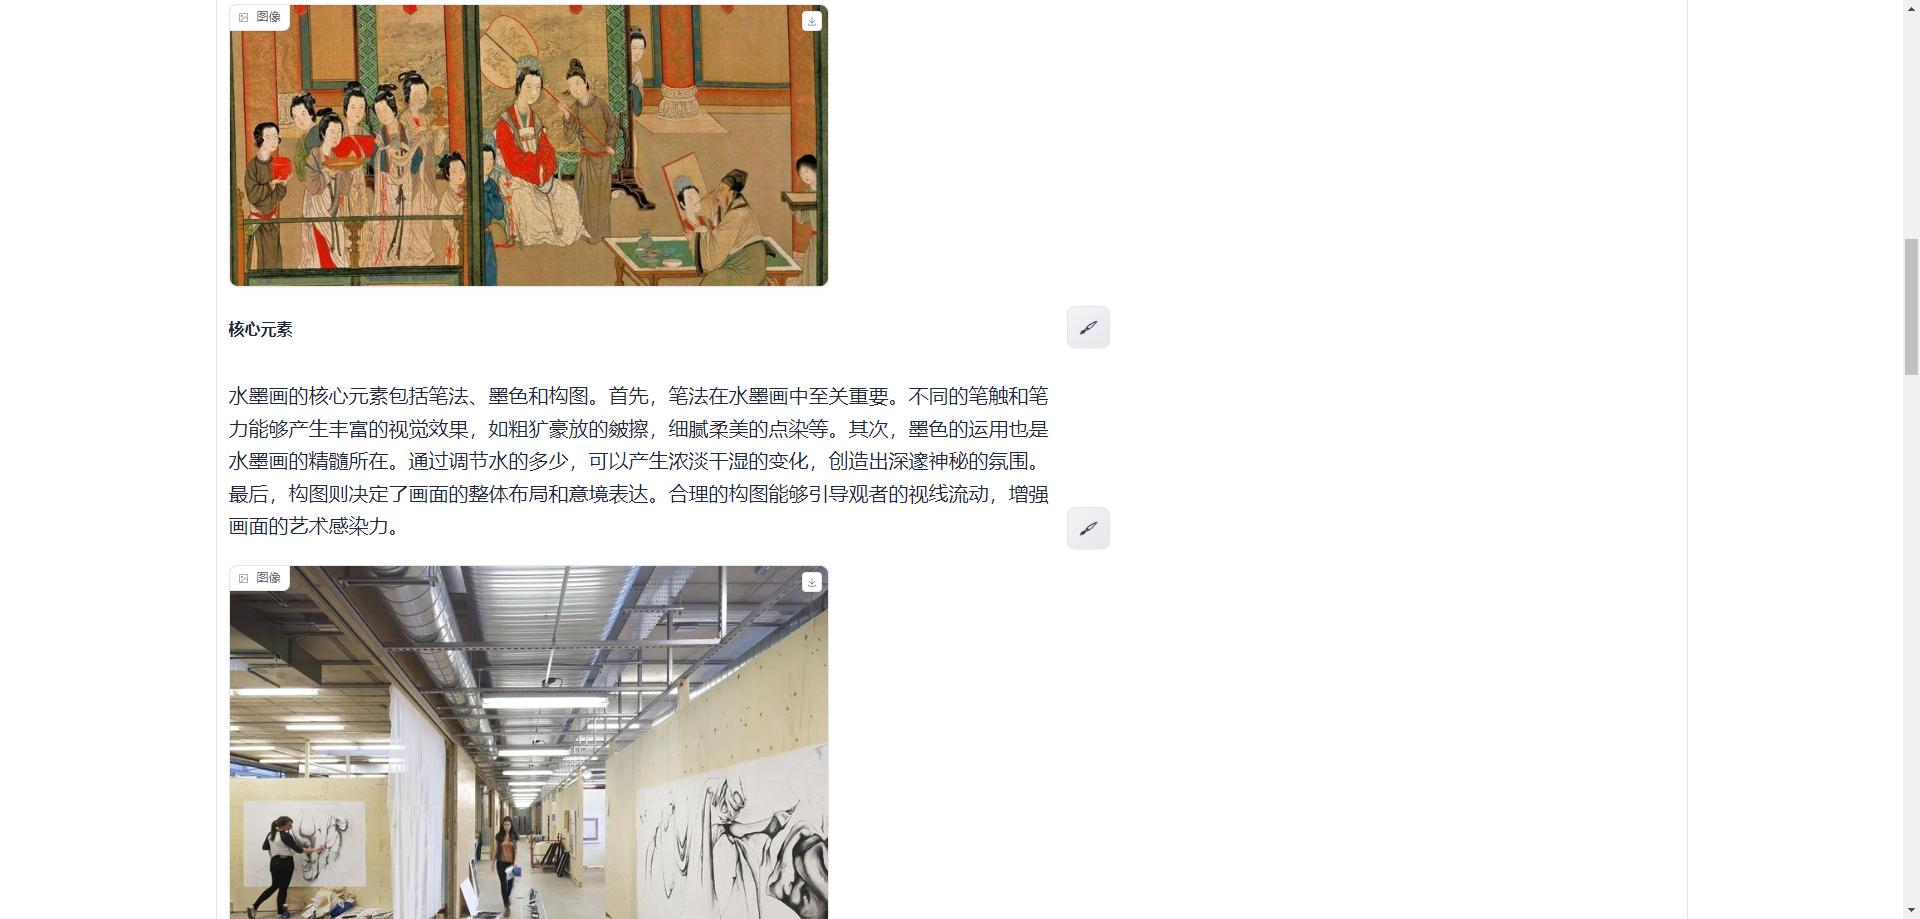 图像
核心元素
水墨画的核心元素包括笔法、墨色和构图。首先，笔法在水墨画中至关重要。不同的笔触和笔
力能够产生丰富的视觉效果，如粗犷豪放的皴擦，细腻柔美的点染等。其次，墨色的运用也是
水墨画的精髓所在。通过调节水的多少，可以产生浓淡干湿的变化，创造出深邃神秘的氛围。
最后，构图则决定了画面的整体布局和意境表达。合理的构图能够引导观者的视线流动，增强
画面的艺术感染力。
图像